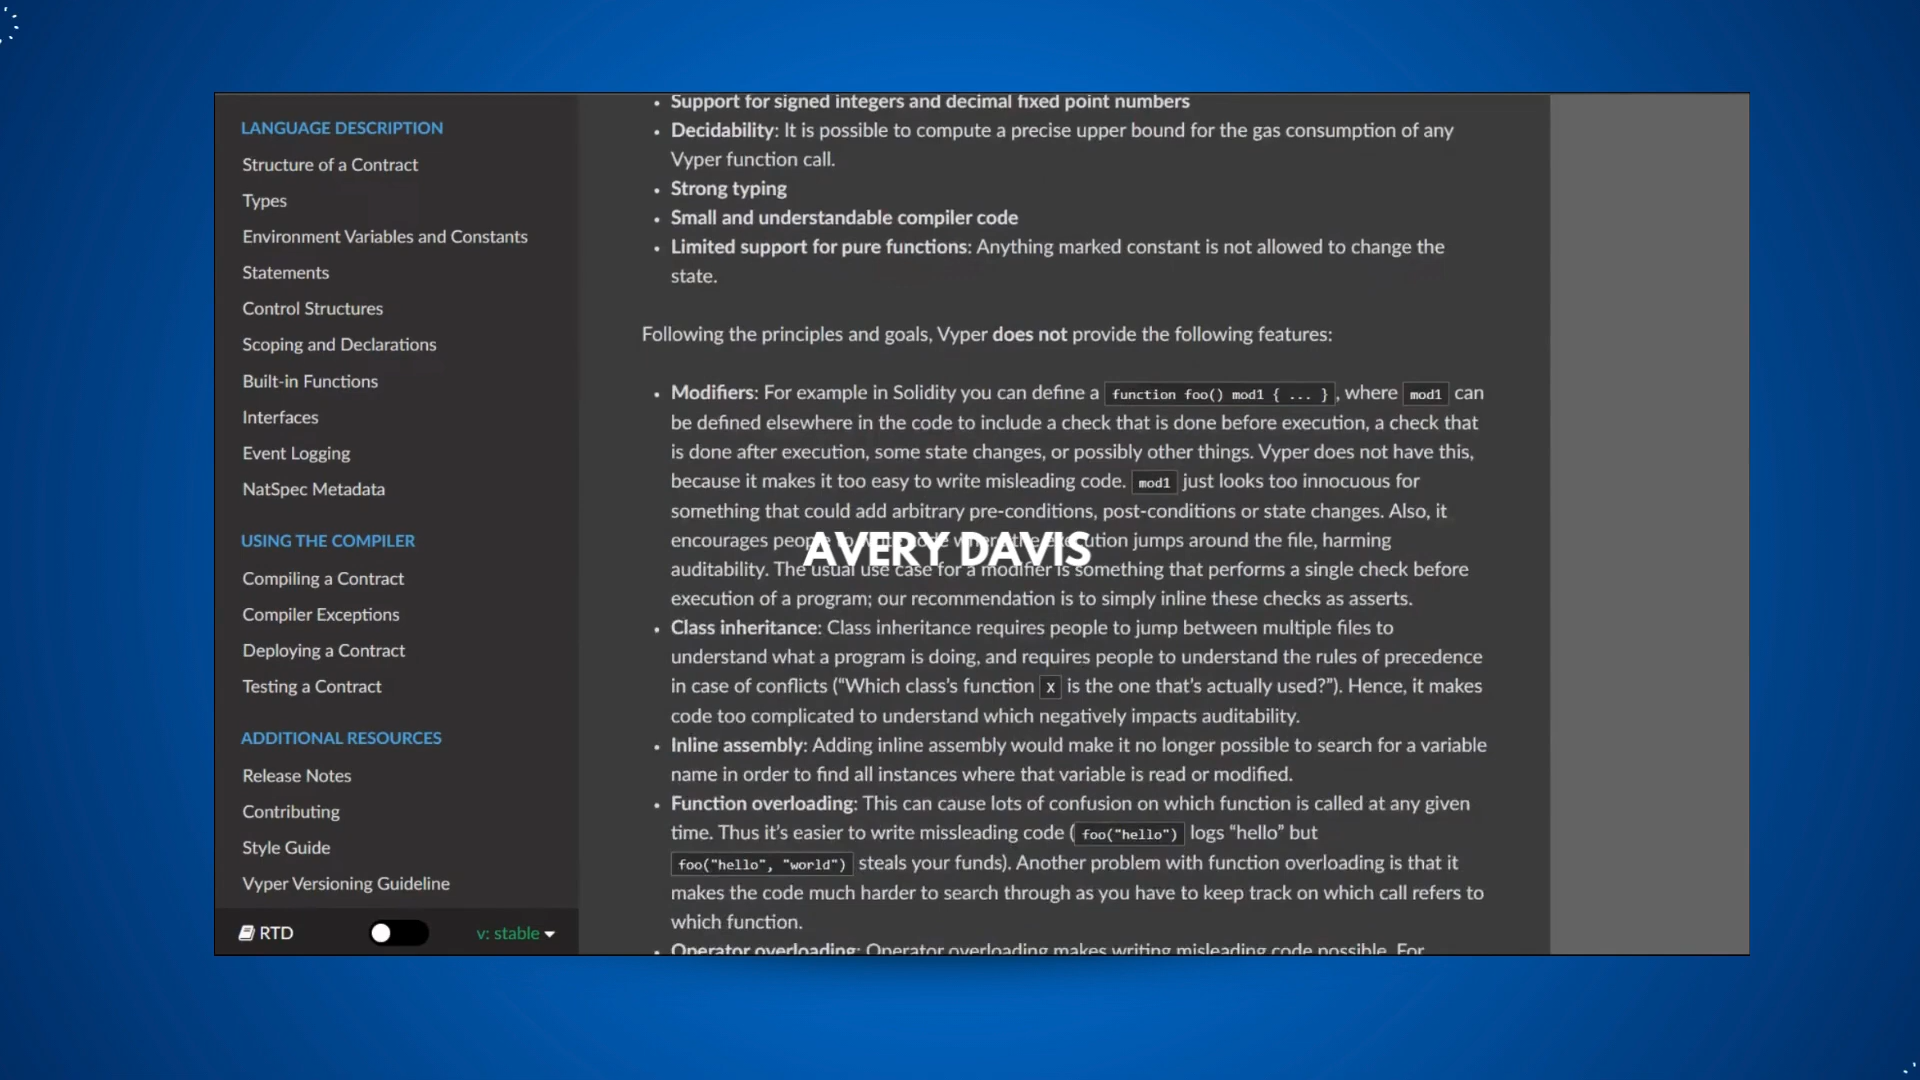 LANGUAGE DESCRIPTION
Structure of a Contract
Types
Environment Variables and Constants
Statements
Control Structures
Scoping and Declarations
Built-in Functions
Interfaces
Event Logging
NatSpec Metadata
USING THE COMPILER
Compiling a Contract
Compiler Exceptions
Deploying a Contract
Testing a Contract
ADDITIONAL RESOURCES
Release Notes
Contributing
Style Guide
Vyper Versioning Guideline
RTD
v: stable
• Support for signed integers and decimal fixed point numbers
• Decidability: It is possible to compute a precise upper bound for the gas consumption of any
Vyper function call.
• Strong typing
• Small and understandable compiler code
• Limited support for pure functions: Anything marked constant is not allowed to change the
state.
Following the principles and goals, Vyper does not provide the following features:
• Modifiers: For example in Solidity you can define a function foo() mod1 { ... }, where mod1 can
be defined elsewhere in the code to include a check that is done before execution, a check that
is done after execution, some state changes, or possibly other things. Vyper does not have this,
because it makes it too easy to write misleading code. mod1 just looks too innocuous for
something that could add arbitrary pre-conditions, post-conditions or state changes. Also, it
encourages jumps around the file, harming
AVERY DAVIS
auditability. The usual use case for a modifier is something that performs a single check before
execution of a program; our recommendation is to simply inline these checks as asserts.
• Class inheritance: Class inheritance requires people to jump between multiple files to
understand what a program is doing, and requires people to understand the rules of precedence
in case of conflicts (“Which class’s function x is the one that’s actually used?”). Hence, it makes
code too complicated to understand which negatively impacts auditability.
• Inline assembly: Adding inline assembly would make it no longer possible to search for a variable
name in order to find all instances where that variable is read or modified.
• Function overloading: This can cause lots of confusion on which function is called at any given
time. Thus it’s easier to write missleading code ( foo("hello") logs “hello” but
foo("hello", "world") steals your funds). Another problem with function overloading is that it
makes the code much harder to search through as you have to keep track on which call refers to
which function.
• Operator overloading: Operator overloading makes writing misleading code possible. For